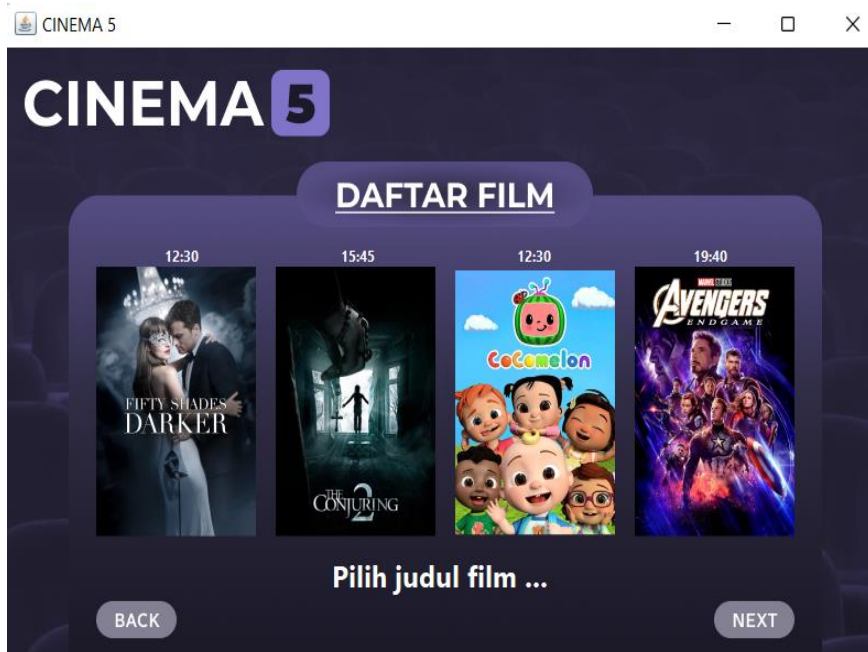 CINEMA 5
CINEMA 5
DAFTAR FILM
12:30
15:45
12:30
19:40
FIFTY SHADES
DARKER
THE
CONJURING
2
CoComelon
MARVEL STUDIOS
AVENGERS
ENDGAME
Pilih judul film ...
BACK
NEXT